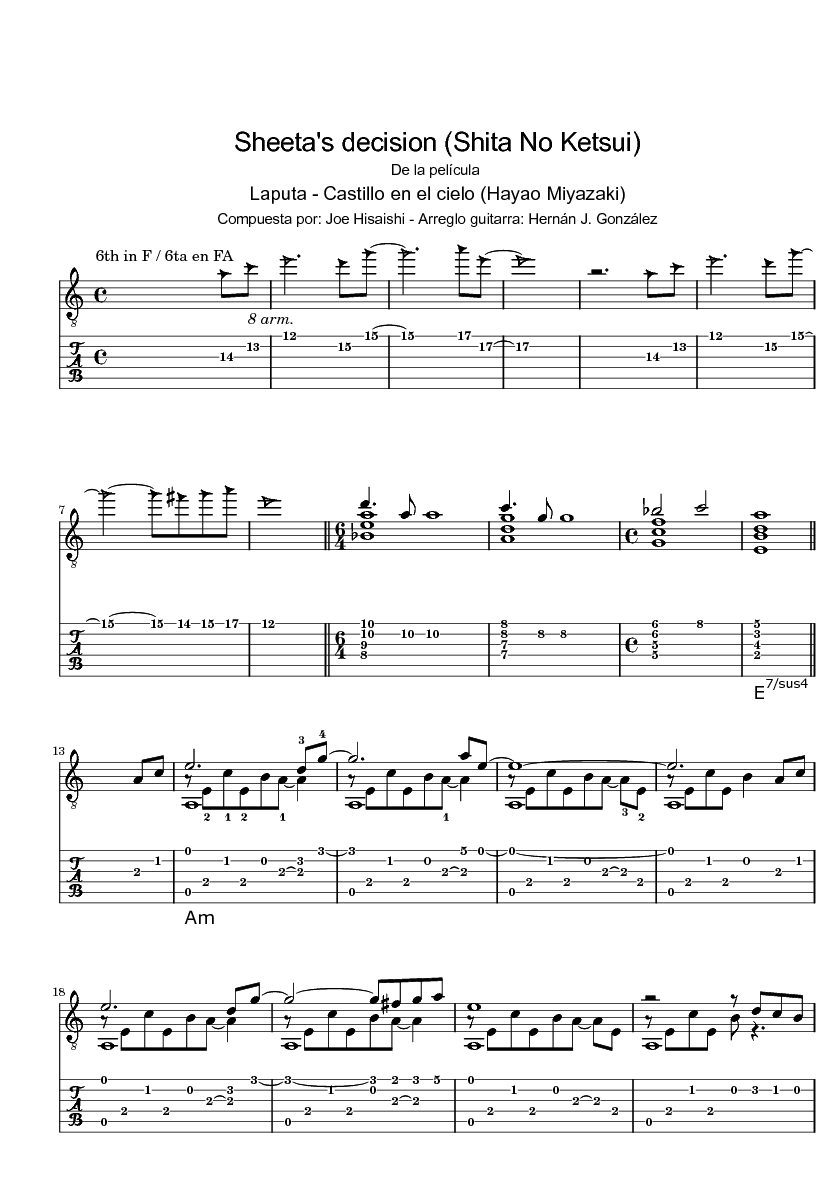 Sheeta's decision (Shita No Ketsui)
De la película
Laputa - Castillo en el cielo (Hayao Miyazaki)
Compuesta por: Joe Hisaishi - Arreglo guitarra: Hernán J. González
6th in F / 6ta en FA
8 arm.
14 13 12 15 15 15 17 17 17 14 13 12 15 15
7
6 4
15 15 14 15 17 12 10 10 9 8 10 10 8 8 7 7 8 8 6 6 5 5 8 5 3 4 2
6 4
E7/sus4
13
3 4
2 1 2 1 1 3 2
2 1 0 0 2 1 2 0 2 3 2 3 3 0 2 1 2 0 2 5 2 0 0 2 1 2 0 2 2 2 0 0 2 1 2 0 2 1
Am
18
0 0 2 1 2 0 2 3 2 3 3 0 2 1 2 0 2 3 0 2 2 3 5 0 0 2 1 2 0 2 2 2 0 2 1 2 0 3 1 0